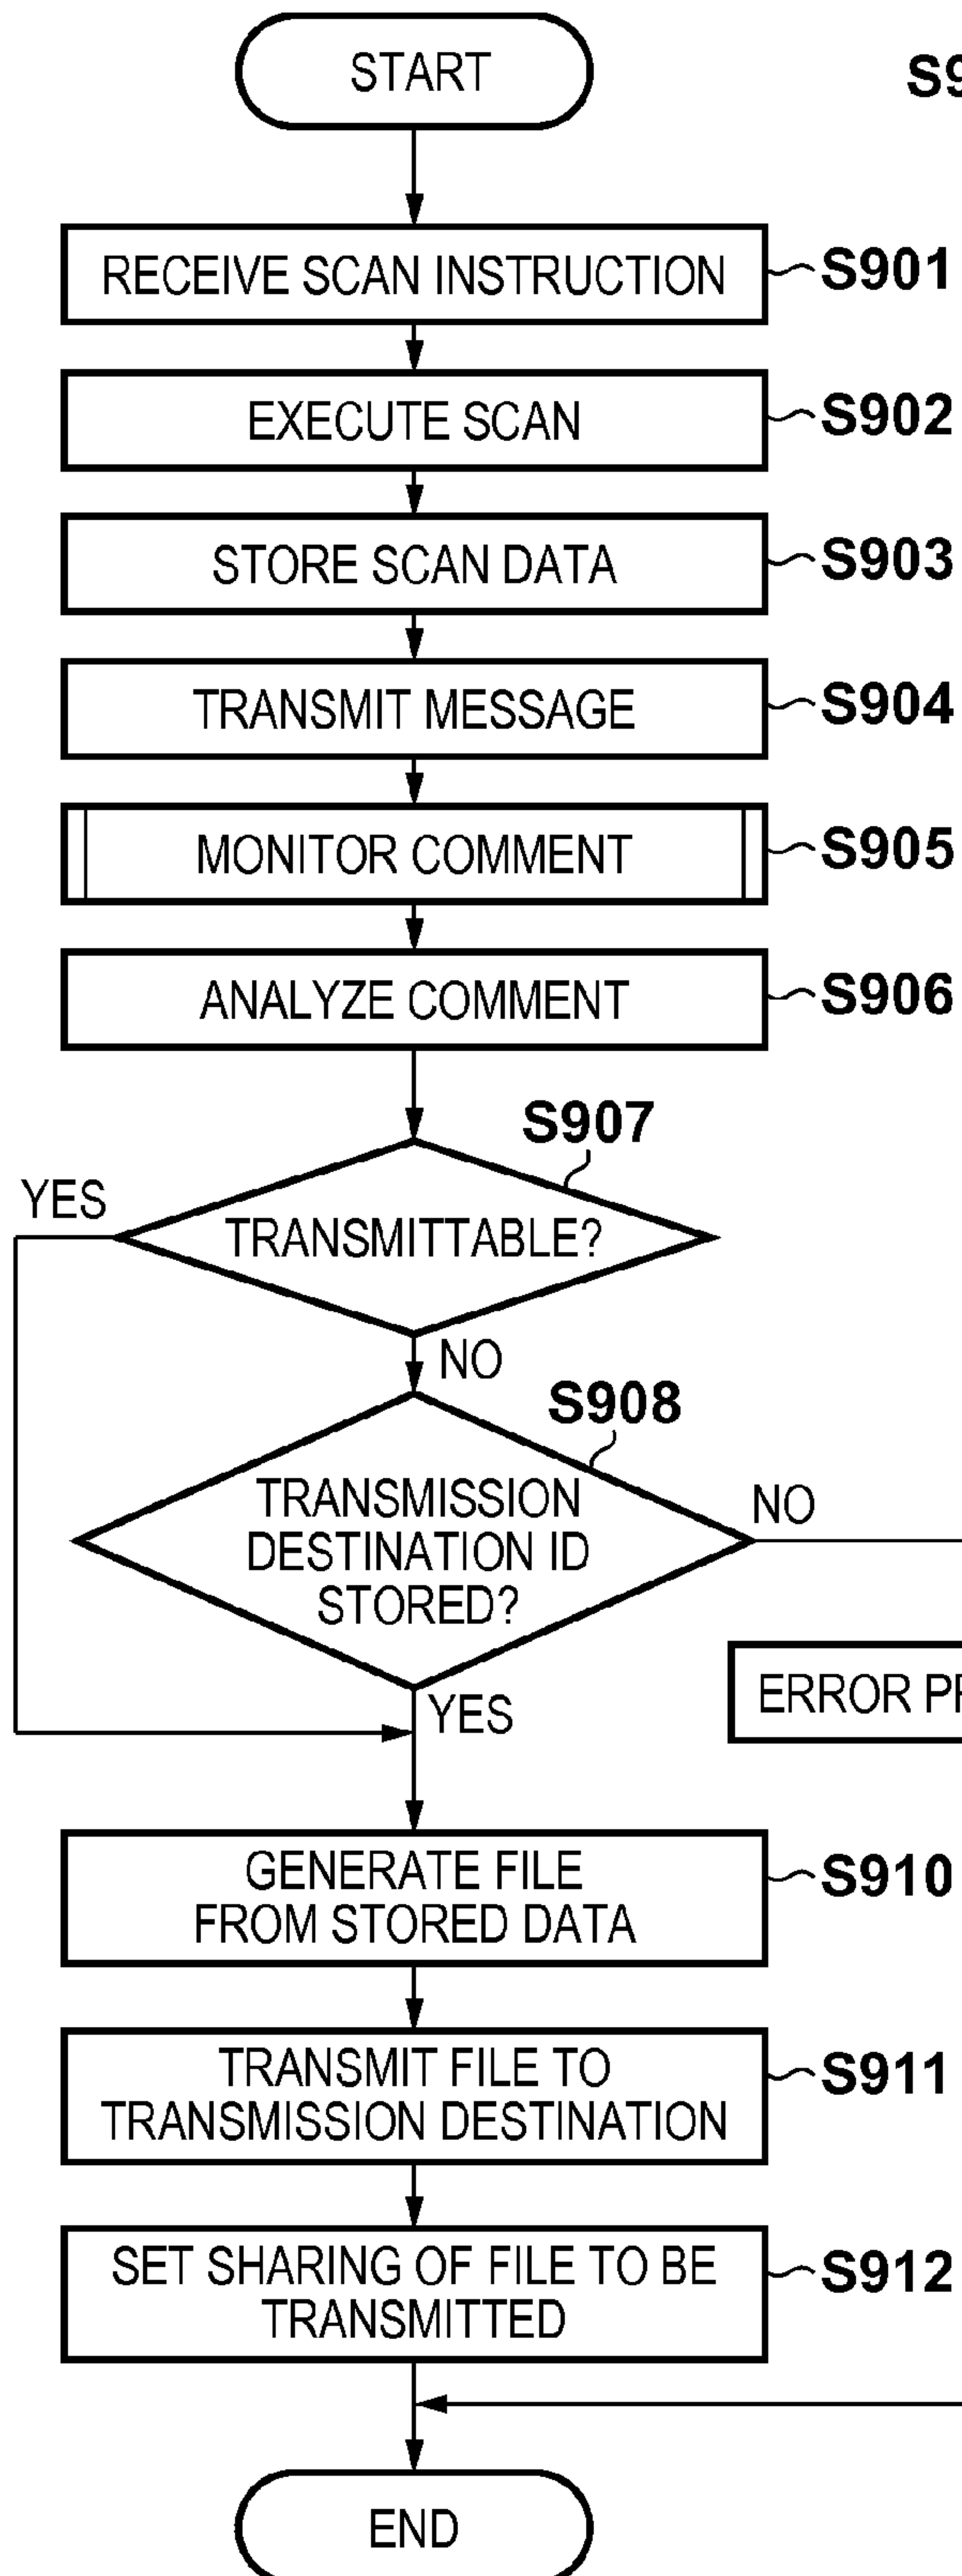 START
S9
RECEIVE SCAN INSTRUCTION
S901
EXECUTE SCAN
S902
STORE SCAN DATA
S903
TRANSMIT MESSAGE
S904
MONITOR COMMENT
S905
ANALYZE COMMENT
S906
S907
YES
TRANSMITTABLE?
NO
S908
TRANSMISSION
DESTINATION ID
STORED?
NO
ERROR
YES
GENERATE FILE
FROM STORED DATA
S910
TRANSMIT FILE TO
TRANSMISSION DESTINATION
S911
SET SHARING OF FILE TO BE
TRANSMITTED
S912
END